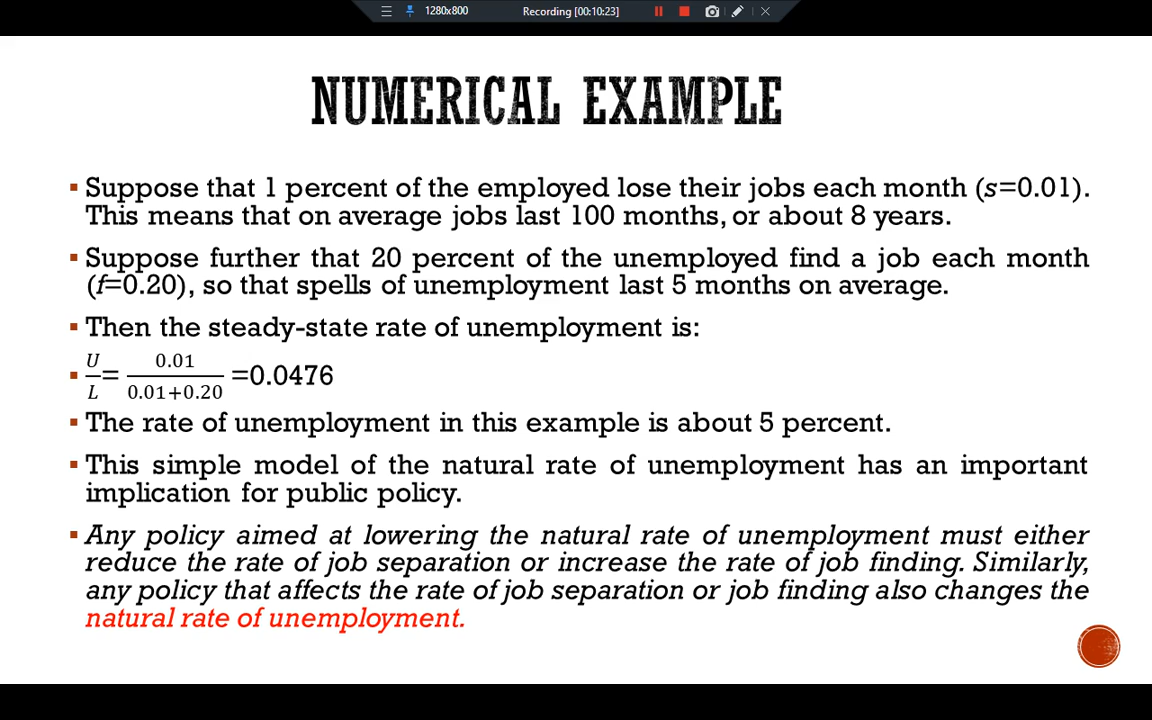 1280x800 Recording [00:10:23]
NUMERICAL EXAMPLE
▪ Suppose that 1 percent of the employed lose their jobs each month (s=0.01).
This means that on average jobs last 100 months, or about 8 years.
▪ Suppose further that 20 percent of the unemployed find a job each month
(f=0.20), so that spells of unemployment last 5 months on average.
▪ Then the steady-state rate of unemployment is:
▪ U/L= 0.01/0.01+0.20 =0.0476
▪ The rate of unemployment in this example is about 5 percent.
▪ This simple model of the natural rate of unemployment has an important
implication for public policy.
▪ Any policy aimed at lowering the natural rate of unemployment must either
reduce the rate of job separation or increase the rate of job finding. Similarly,
any policy that affects the rate of job separation or job finding also changes the
natural rate of unemployment.